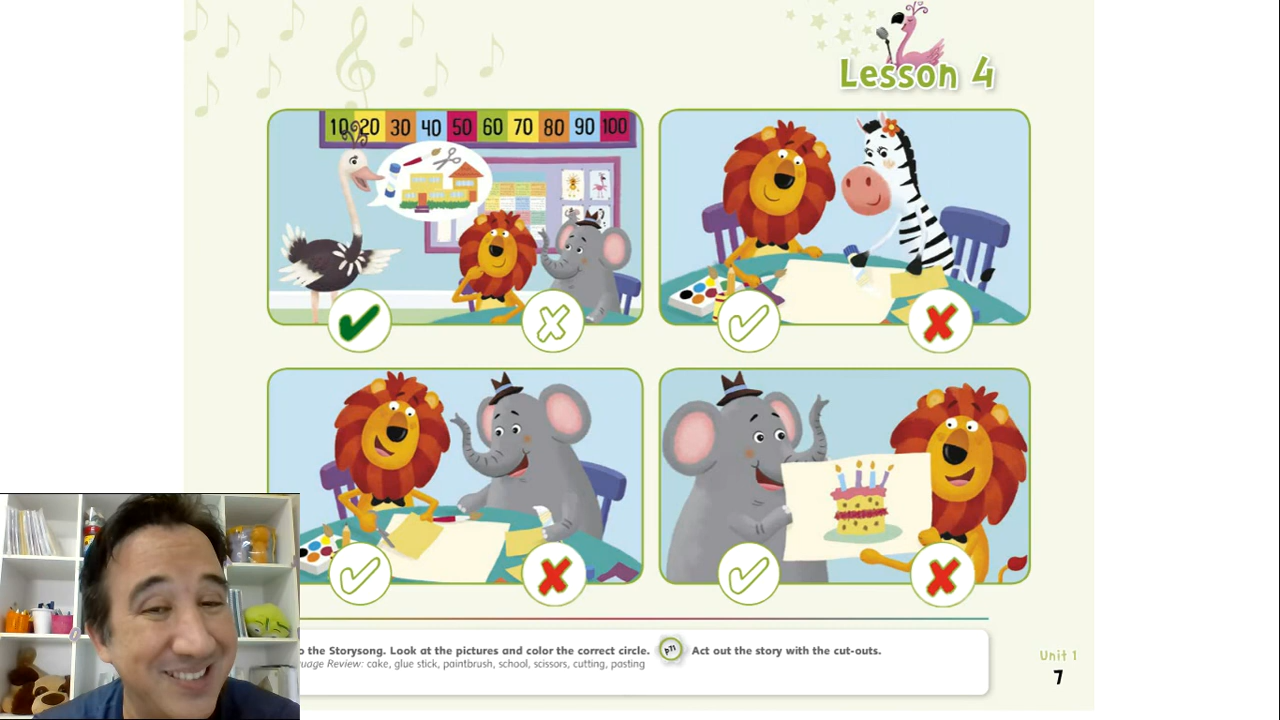 Lesson 4
10 20 30 40 50 60 70 80 90 100
o the Storysong. Look at the pictures and color the correct circle. p.71 Act out the story with the cut-outs.
uage Review: cake, glue stick, paintbrush, school, scissors, cutting, pasting
Unit 1
7